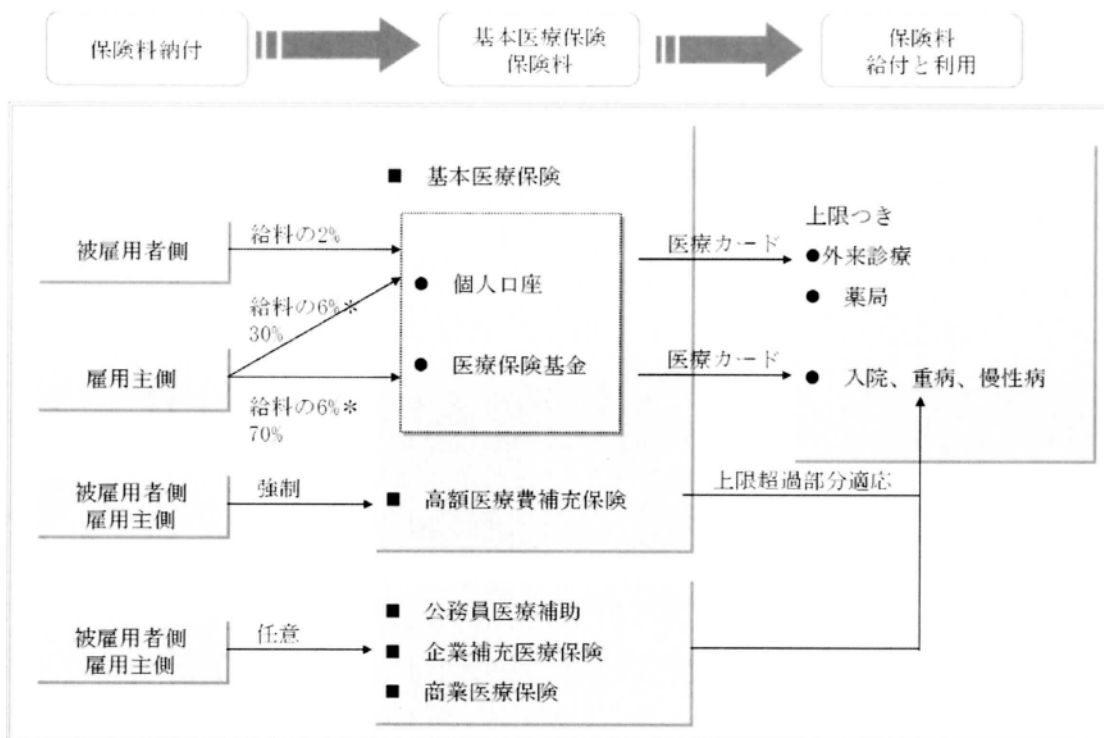 保険料納付
基本医療保険
保険料
保険料
給付と利用
■ 基本医療保険
被雇用者側
給料の2%
● 個人口座
医療カード
上限つき
●外来診療
● 薬局
雇用主側
給料の6%*
30%
給料の6%*
70%
● 医療保険基金
医療カード
● 入院、重病、慢性病
被雇用者側
雇用主側
強制
■ 高額医療費補充保険
上限超過部分適応
被雇用者側
雇用主側
任意
■ 公務員医療補助
■ 企業補充医療保険
■ 商業医療保険